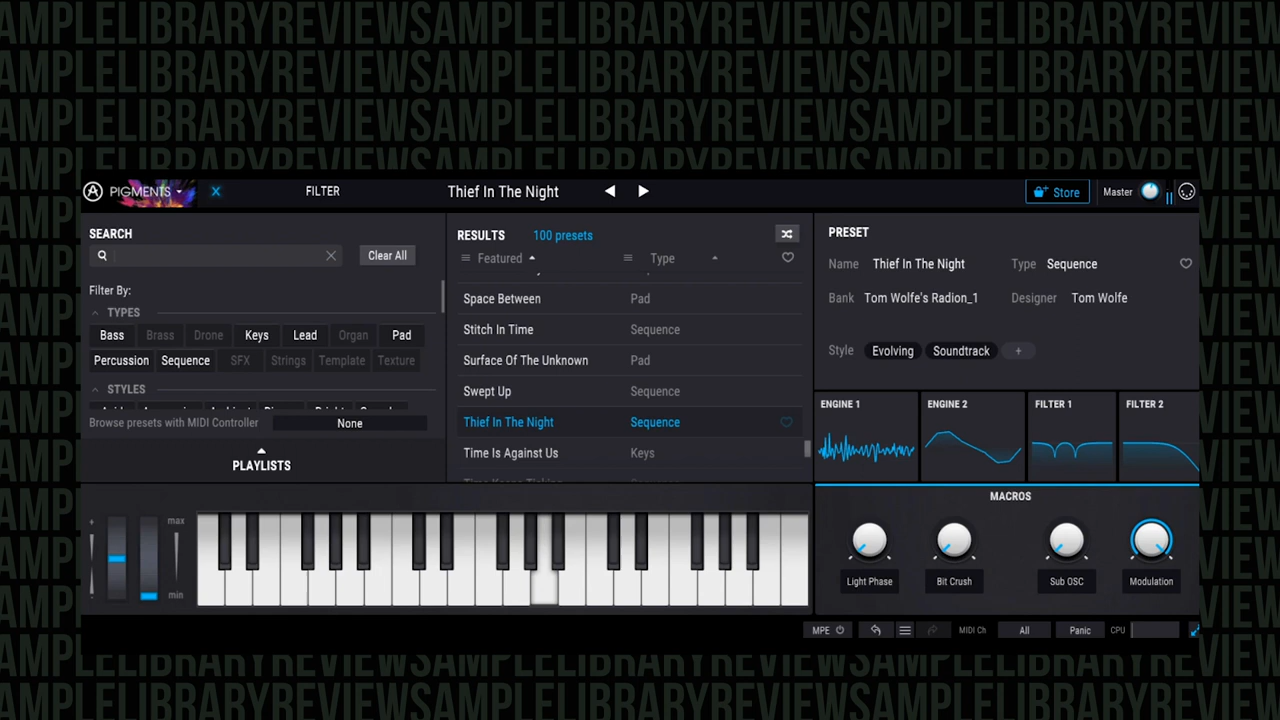 SAMPLELIBRARYREVIEW
PIGMENTS
X
FILTER
Thief In The Night
Store
Master
SEARCH
Clear All
Filter By:
TYPES
Bass Brass Drone Keys Lead Organ Pad
Percussion Sequence SFX Strings Template Texture
STYLES
Browse presets with MIDI Controller None
PLAYLISTS
RESULTS 100 presets
Featured Type
Space Between Pad
Stitch In Time Sequence
Surface Of The Unknown Pad
Swept Up Sequence
Thief In The Night Sequence
Time Is Against Us Keys
PRESET
Name Thief In The Night Type Sequence
Bank Tom Wolfe's Radion_1 Designer Tom Wolfe
Style Evolving Soundtrack +
ENGINE 1 ENGINE 2 FILTER 1 FILTER 2
MACROS
Light Phase Bit Crush Sub OSC Modulation
+ max
- min
MPE MIDI Ch All Panic CPU